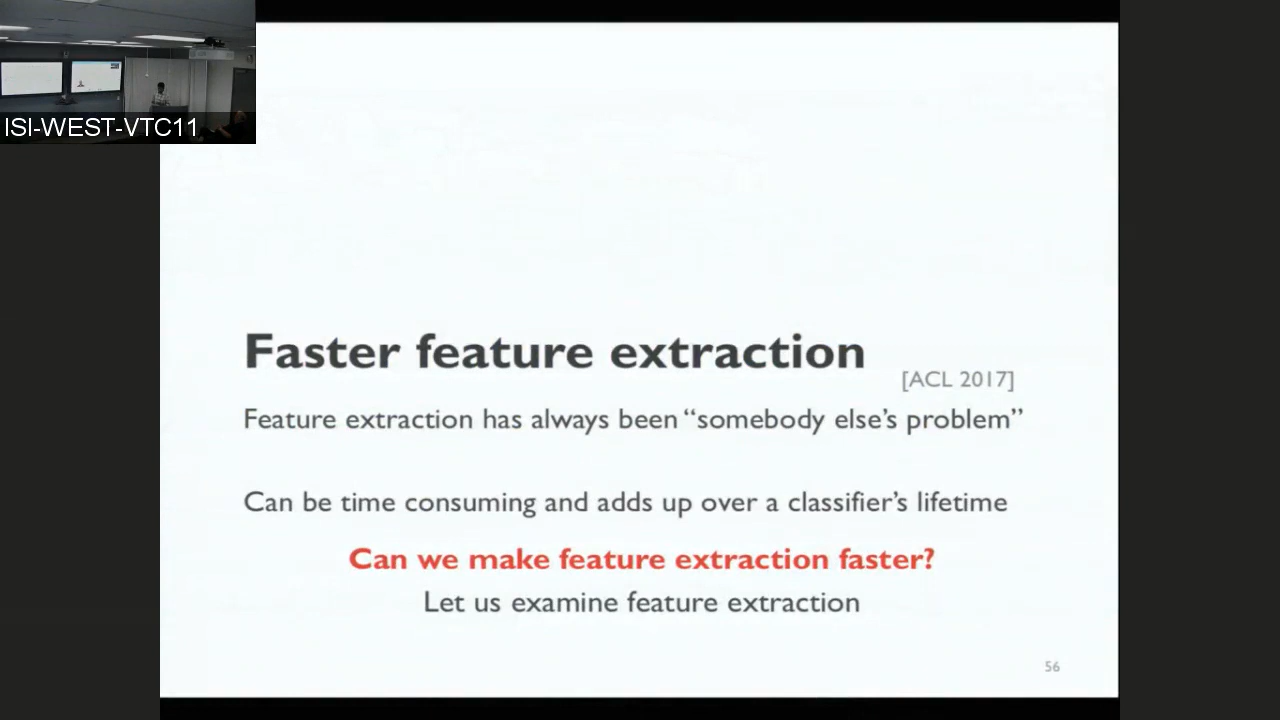 ISI-WEST-VTC11
Faster feature extraction
[ACL 2017]
Feature extraction has always been “somebody else’s problem”
Can be time consuming and adds up over a classifier’s lifetime
Can we make feature extraction faster?
Let us examine feature extraction
56